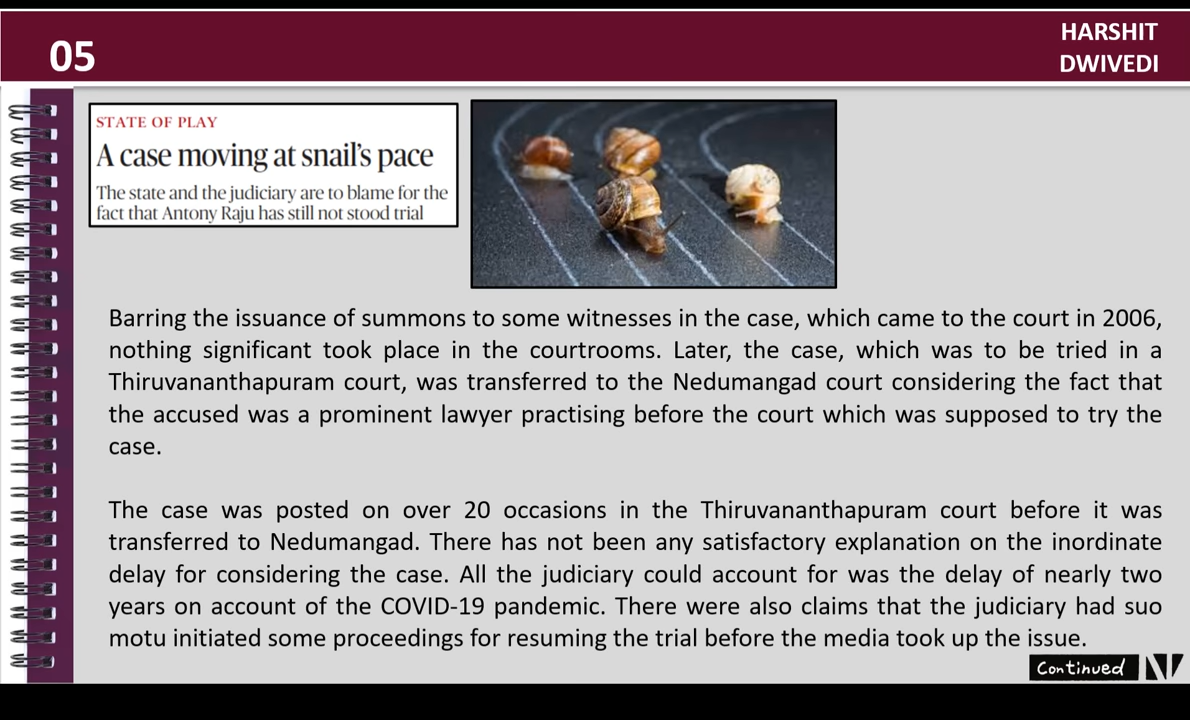 05
HARSHIT
DWIVEDI
STATE OF PLAY
A case moving at snail's pace
The state and the judiciary are to blame for the
fact that Antony Raju has still not stood trial
Barring the issuance of summons to some witnesses in the case, which came to the court in 2006,
nothing significant took place in the courtrooms. Later, the case, which was to be tried in a
Thiruvananthapuram court, was transferred to the Nedumangad court considering the fact that
the accused was a prominent lawyer practising before the court which was supposed to try the
case.
The case was posted on over 20 occasions in the Thiruvananthapuram court before it was
transferred to Nedumangad. There has not been any satisfactory explanation on the inordinate
delay for considering the case. All the judiciary could account for was the delay of nearly two
years on account of the COVID-19 pandemic. There were also claims that the judiciary had suo
motu initiated some proceedings for resuming the trial before the media took up the issue.
Continued